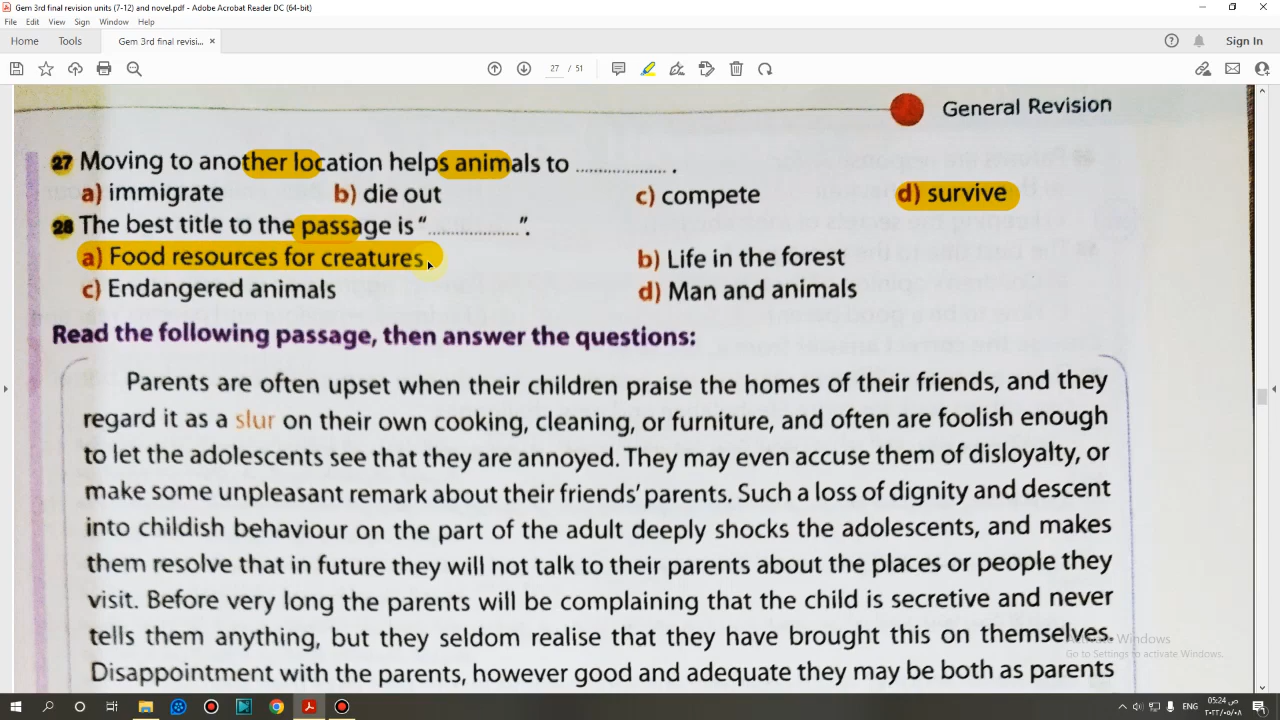 Gem 3rd final revision units (7-12) and novel.pdf - Adobe Acrobat Reader DC (64-bit)
File Edit View Sign Window Help
Home Tools Gem 3rd final revisi... × Sign In
27 / 51
General Revision
27 Moving to another location helps animals to .................. .
a) immigrate b) die out c) compete d) survive
28 The best title to the passage is “..................”.
a) Food resources for creatures b) Life in the forest
c) Endangered animals d) Man and animals
Read the following passage, then answer the questions:
Parents are often upset when their children praise the homes of their friends, and they
regard it as a slur on their own cooking, cleaning, or furniture, and often are foolish enough
to let the adolescents see that they are annoyed. They may even accuse them of disloyalty, or
make some unpleasant remark about their friends’ parents. Such a loss of dignity and descent
into childish behaviour on the part of the adult deeply shocks the adolescents, and makes
them resolve that in future they will not talk to their parents about the places or people they
visit. Before very long the parents will be complaining that the child is secretive and never
tells them anything, but they seldom realise that they have brought this on themselves.
Activate Windows
Go to Settings to activate Windows.
Disappointment with the parents, however good and adequate they may be both as parents
ENG 05:24 ص
٢٠٢٢/٠٥/٠٨